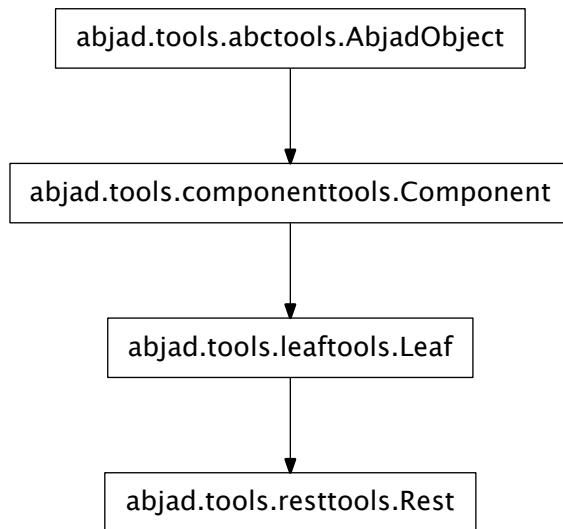 abjad.tools.abctools.AbjadObject
abjad.tools.componenttools.Component
abjad.tools.leaftools.Leaf
abjad.tools.resttools.Rest